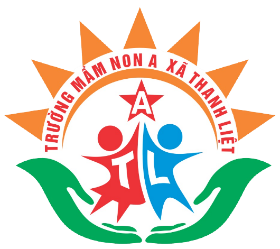 TRƯỜNG MẦM NON A XÃ THANH LIỆT
A
T L